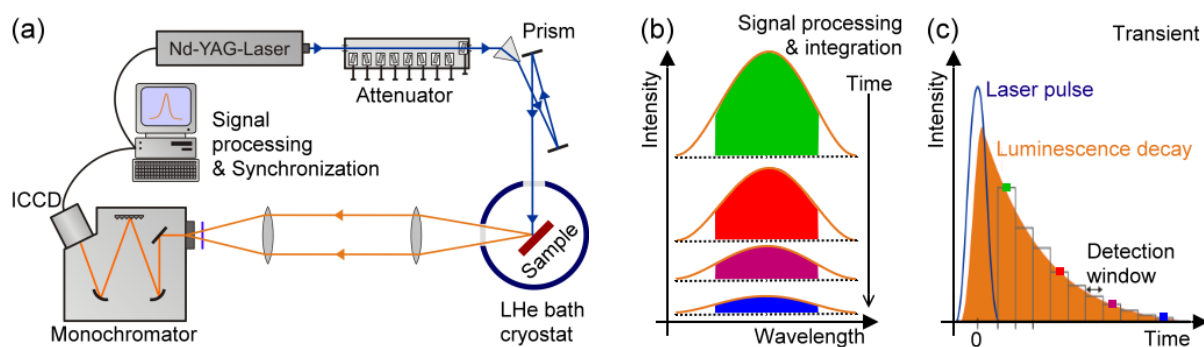 (a)
Nd-YAG-Laser
Attenuator
Prism
Signal
processing
& Synchronization
ICCD
Monochromator
Sample
LHe bath
cryostat
(b)
Signal processing
& integration
Time
Intensity
Wavelength
(c)
Transient
Laser pulse
Luminescence decay
Detection
window
Intensity
0
Time